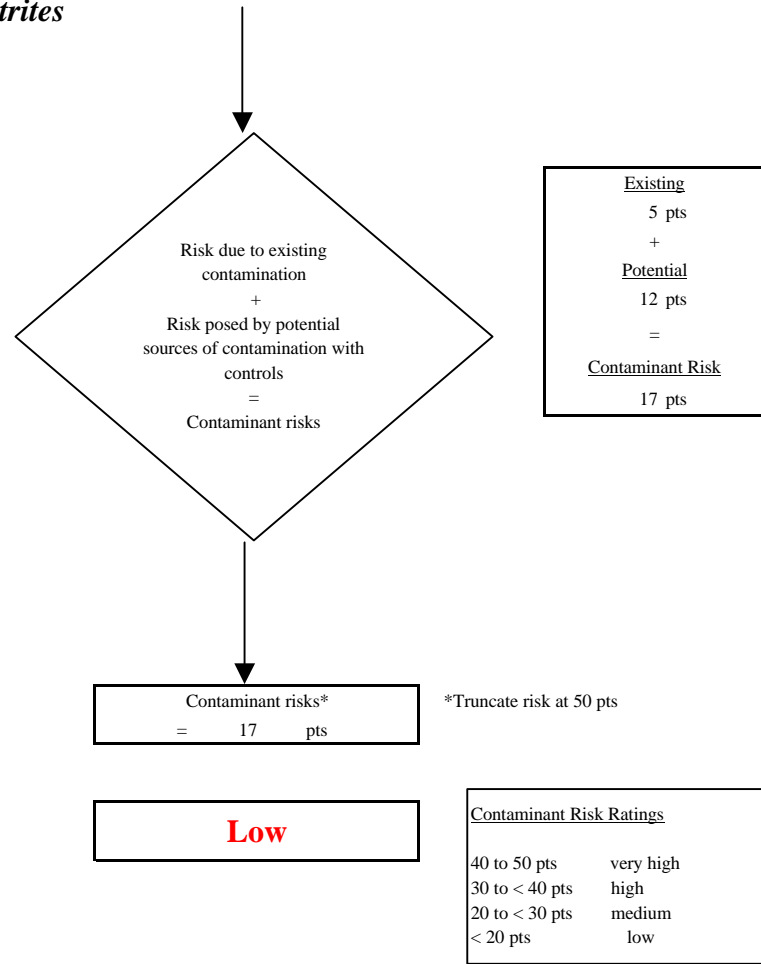 Risk due to existing
contamination
+
Risk posed by potential
sources of contamination with
controls
=
Contaminant risks
Existing
5 pts
+
Potential
12 pts
=
Contaminant Risk
17 pts
Contaminant risks*
= 17 pts
*Truncate risk at 50 pts
Low
Contaminant Risk Ratings
40 to 50 pts very high
30 to < 40 pts high
20 to < 30 pts medium
< 20 pts low